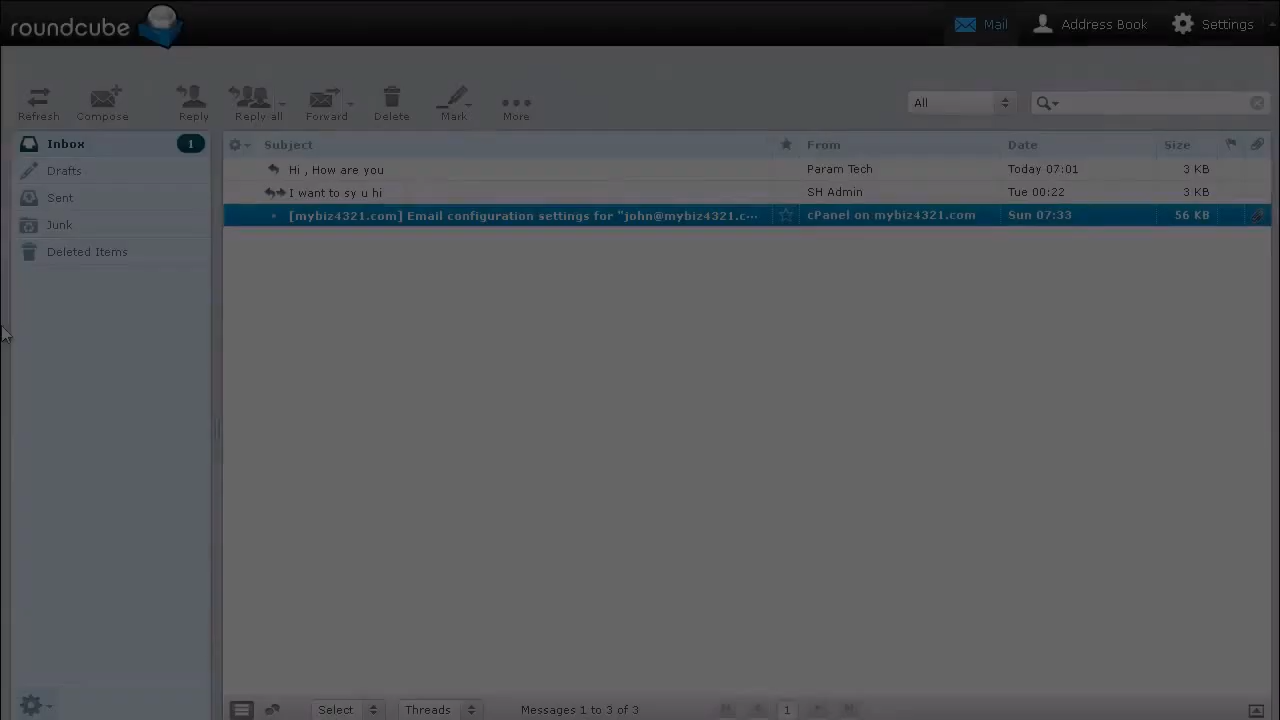 roundcube
Mail Address Book Settings
Refresh Compose Reply Reply all Forward Delete Mark More
All
Inbox 1
Drafts
Sent
Junk
Deleted Items
Subject From Date Size
Hi , How are you Param Tech Today 07:01 3 KB
I want to sy u hi SH Admin Tue 00:22 3 KB
[mybiz4321.com] Email configuration settings for "john@mybiz4321.c… cPanel on mybiz4321.com Sun 07:33 56 KB
Select Threads Messages 1 to 3 of 3 1